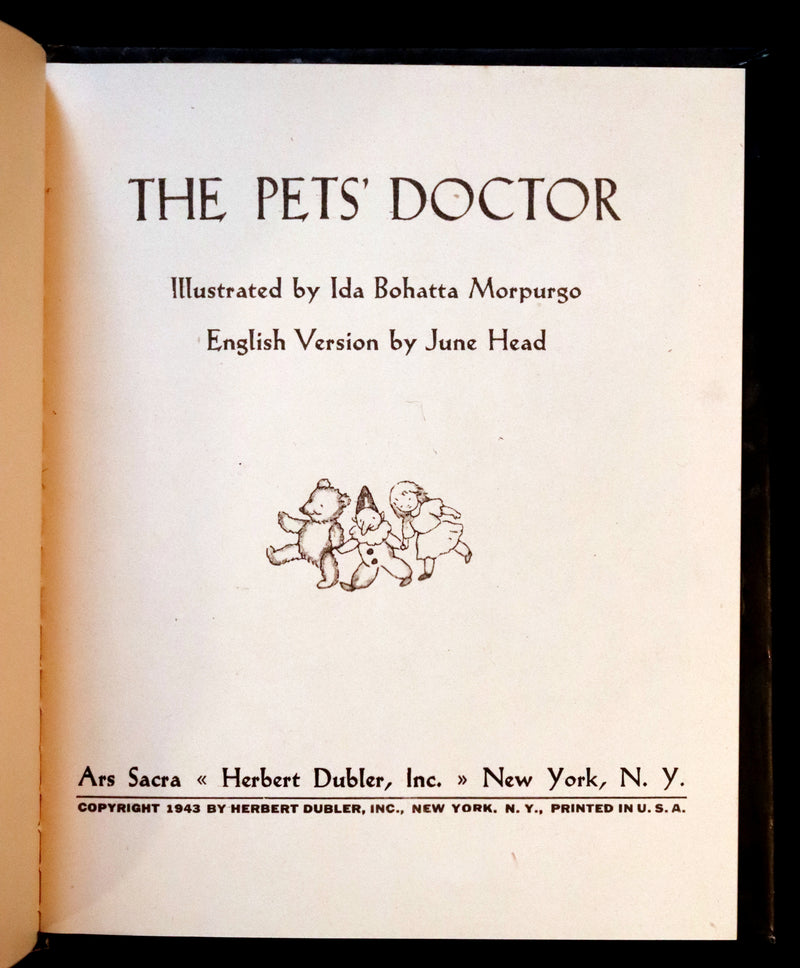 THE PETS' DOCTOR
Illustrated by Ida Bohatta Morpurgo
English Version by June Head
Ars Sacra « Herbert Dubler, Inc. » New York, N. Y.
COPYRIGHT 1943 BY HERBERT DUBLER, INC., NEW YORK. N. Y., PRINTED IN U. S. A.